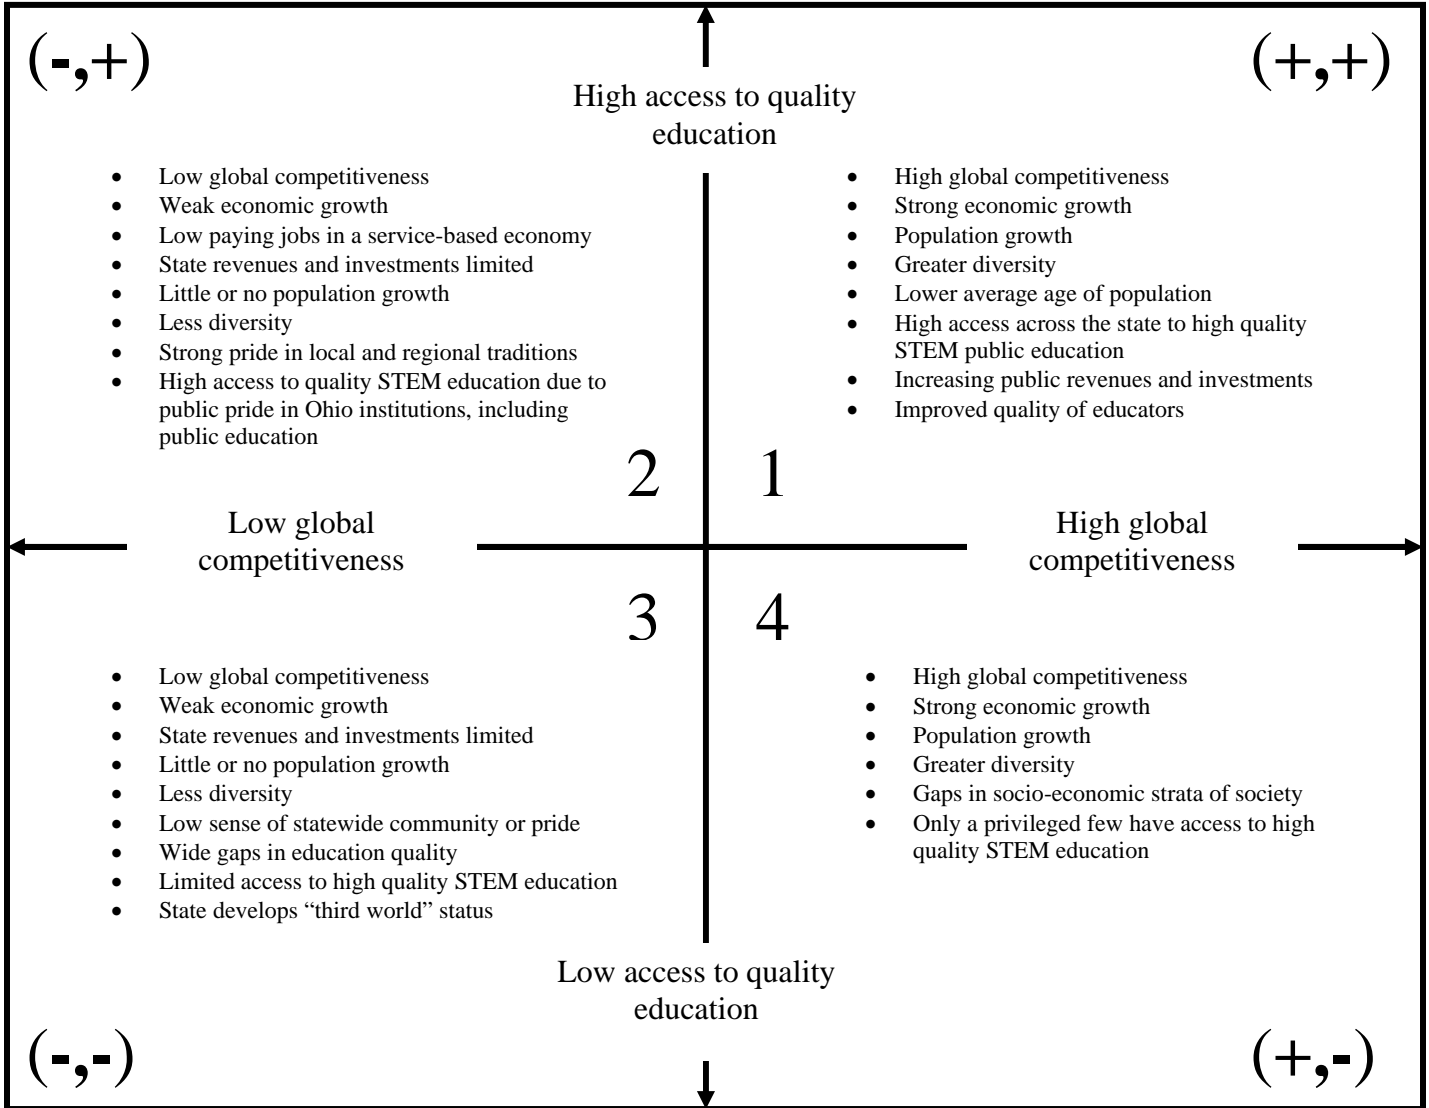 (-,+)
(+,+)
High access to quality
education
• Low global competitiveness
• Weak economic growth
• Low paying jobs in a service-based economy
• State revenues and investments limited
• Little or no population growth
• Less diversity
• Strong pride in local and regional traditions
• High access to quality STEM education due to
public pride in Ohio institutions, including
public education
2
• High global competitiveness
• Strong economic growth
• Population growth
• Greater diversity
• Lower average age of population
• High access across the state to high quality
STEM public education
• Increasing public revenues and investments
• Improved quality of educators
1
Low global
competitiveness
High global
competitiveness
3
• Low global competitiveness
• Weak economic growth
• State revenues and investments limited
• Little or no population growth
• Less diversity
• Low sense of statewide community or pride
• Wide gaps in education quality
• Limited access to high quality STEM education
• State develops “third world” status
4
• High global competitiveness
• Strong economic growth
• Population growth
• Greater diversity
• Gaps in socio-economic strata of society
• Only a privileged few have access to high
quality STEM education
Low access to quality
education
(-,-)
(+,-)